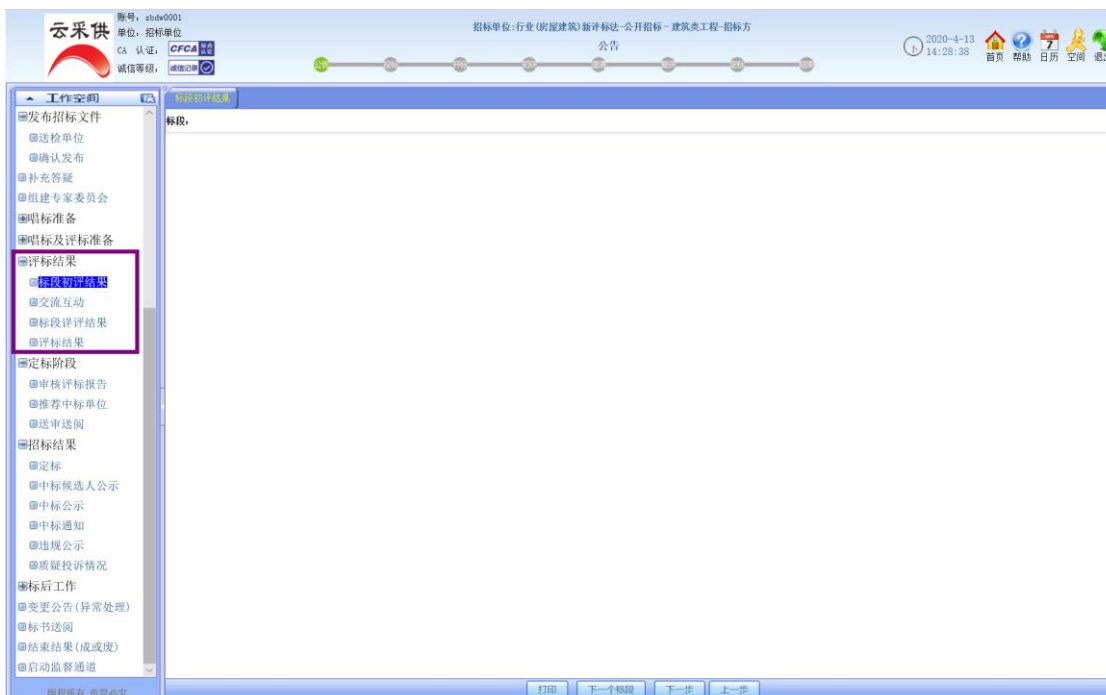 云采供
账号：zbdw0001
单位：招标单位
CA 认证：
CFCA
诚信等级：
诚信记录
招标单位：行业（房屋建筑）新评标法-公开招标-建筑类工程-招标方
公告
2020-4-13
14:28:38
首页 帮助 日历 空间
7
工作空间
发布招标文件
送检单位
确认发布
补充答疑
组建专家委员会
唱标准备
唱标及评标准备
评标结果
标段初评结果
交流互动
标段详评结果
评标结果
定标阶段
审核评标报告
推荐中标单位
送审送阅
招标结果
定标
中标候选人公示
中标公示
中标通知
违规公示
质疑投诉情况
标后工作
变更公告（异常处理）
标书送阅
结束结果（成或废）
启动监督通道
标段初评结果
标段：
打印 下一个标段 下一步 上一步